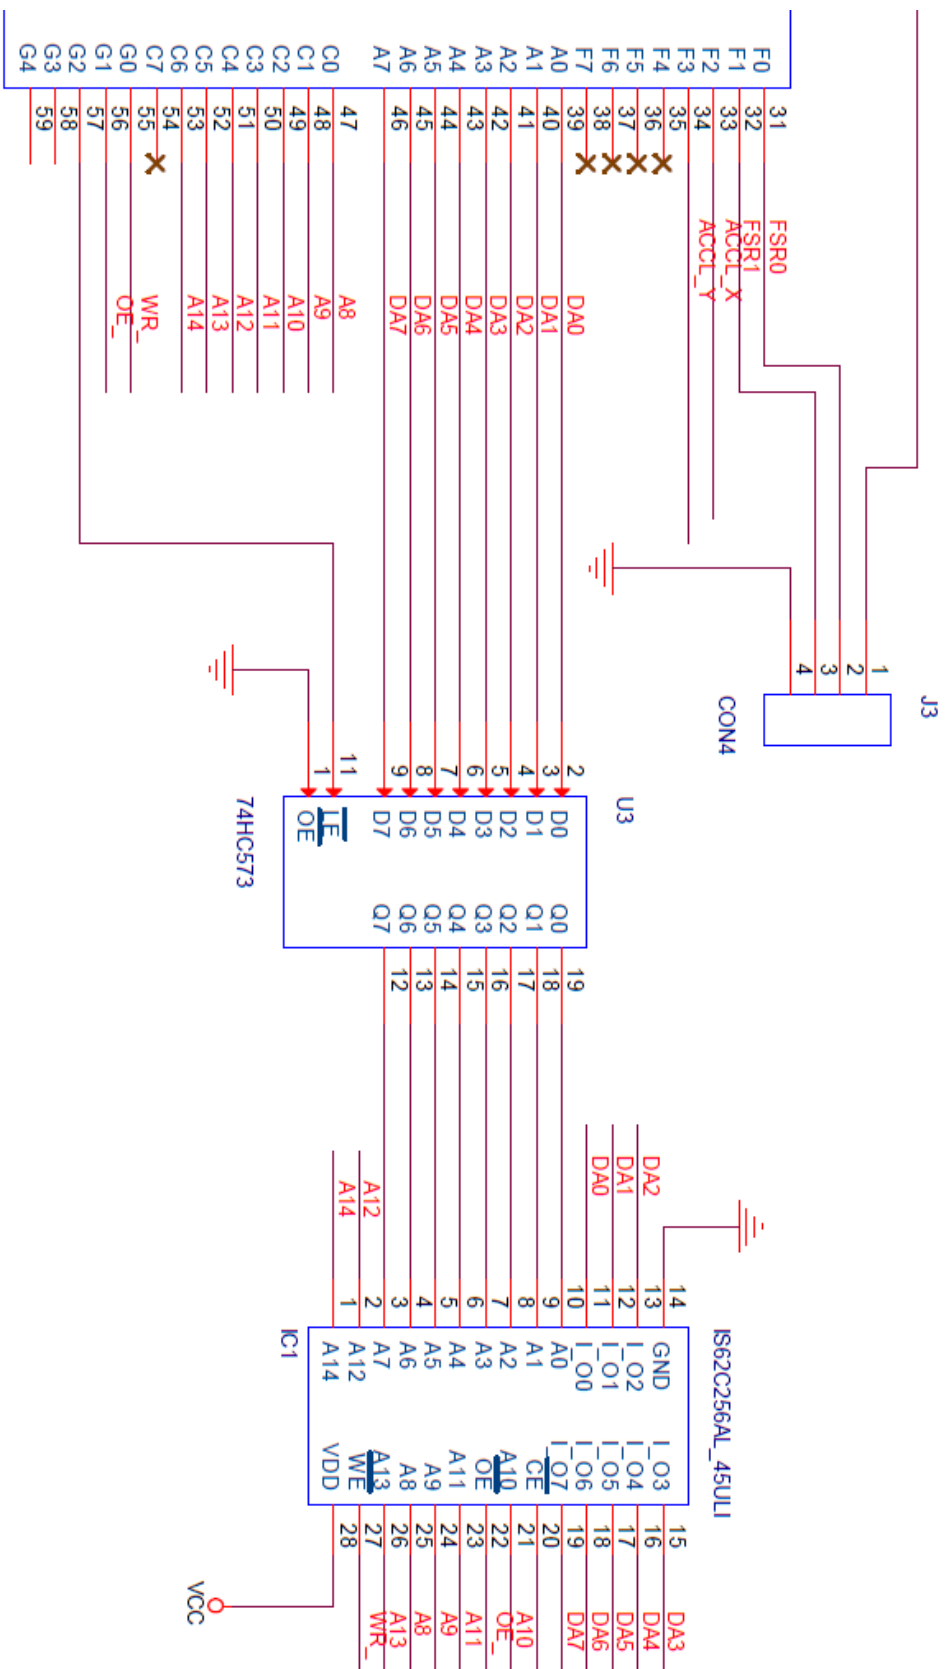 F0
F1
F2
F3
F4
F5
F6
F7
A0
A1
A2
A3
A4
A5
A6
A7
C0
C1
C2
C3
C4
C5
C6
C7
G0
G1
G2
G3
G4
31
32
33
34
35
36
37
38
39
40
41
42
43
44
45
46
47
48
49
50
51
52
53
54
55
56
57
58
59
FSR0
FSR1
ACCL_X
ACCL_Y
DA0
DA1
DA2
DA3
DA4
DA5
DA6
DA7
A8
A9
A10
A11
A12
A13
A14
WR_
OE_
J3
1
2
3
4
CON4
U3
2
3
4
5
6
7
8
9
11
1
D0
D1
D2
D3
D4
D5
D6
D7
LE
OE
Q0
Q1
Q2
Q3
Q4
Q5
Q6
Q7
19
18
17
16
15
14
13
12
74HC573
DA2
DA1
DA0
A12
A14
IS62C256AL_45ULI
14
13
12
11
10
9
8
7
6
5
4
3
2
1
GND
I_O2
I_O1
I_O0
A0
A1
A2
A3
A4
A5
A6
A7
A12
A14
I_O3
I_O4
I_O5
I_O6
I_O7
CE
A10
OE
A11
A9
A8
A13
WE
VDD
15
16
17
18
19
20
21
22
23
24
25
26
27
28
IC1
DA3
DA4
DA5
DA6
DA7
A10
OE_
A11
A9
A8
A13
WR_
VCC